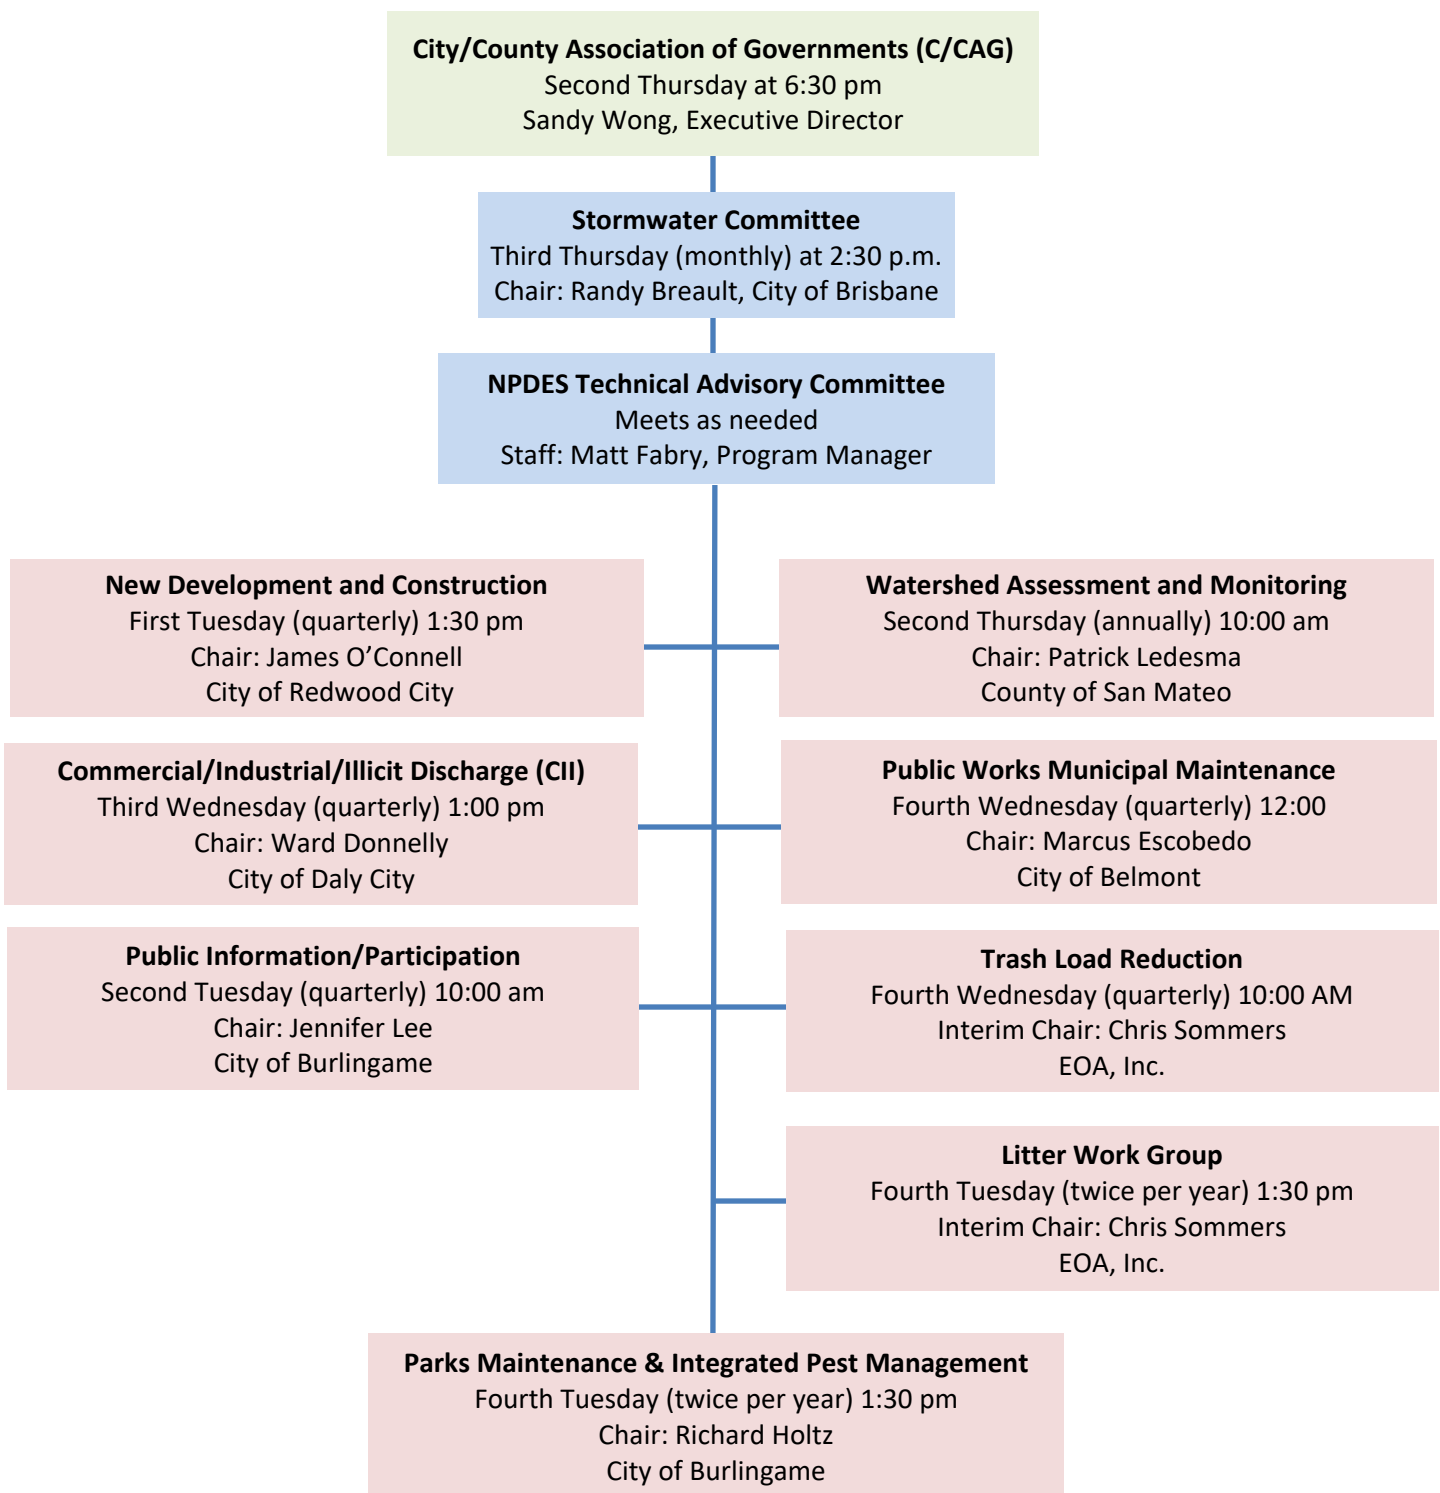 City/County Association of Governments (C/CAG)
Second Thursday at 6:30 pm
Sandy Wong, Executive Director
Stormwater Committee
Third Thursday (monthly) at 2:30 p.m.
Chair: Randy Breault, City of Brisbane
NPDES Technical Advisory Committee
Meets as needed
Staff: Matt Fabry, Program Manager
New Development and Construction
First Tuesday (quarterly) 1:30 pm
Chair: James O’Connell
City of Redwood City
Watershed Assessment and Monitoring
Second Thursday (annually) 10:00 am
Chair: Patrick Ledesma
County of San Mateo
Commercial/Industrial/Illicit Discharge (CII)
Third Wednesday (quarterly) 1:00 pm
Chair: Ward Donnelly
City of Daly City
Public Works Municipal Maintenance
Fourth Wednesday (quarterly) 12:00
Chair: Marcus Escobedo
City of Belmont
Public Information/Participation
Second Tuesday (quarterly) 10:00 am
Chair: Jennifer Lee
City of Burlingame
Trash Load Reduction
Fourth Wednesday (quarterly) 10:00 AM
Interim Chair: Chris Sommers
EOA, Inc.
Litter Work Group
Fourth Tuesday (twice per year) 1:30 pm
Interim Chair: Chris Sommers
EOA, Inc.
Parks Maintenance & Integrated Pest Management
Fourth Tuesday (twice per year) 1:30 pm
Chair: Richard Holtz
City of Burlingame